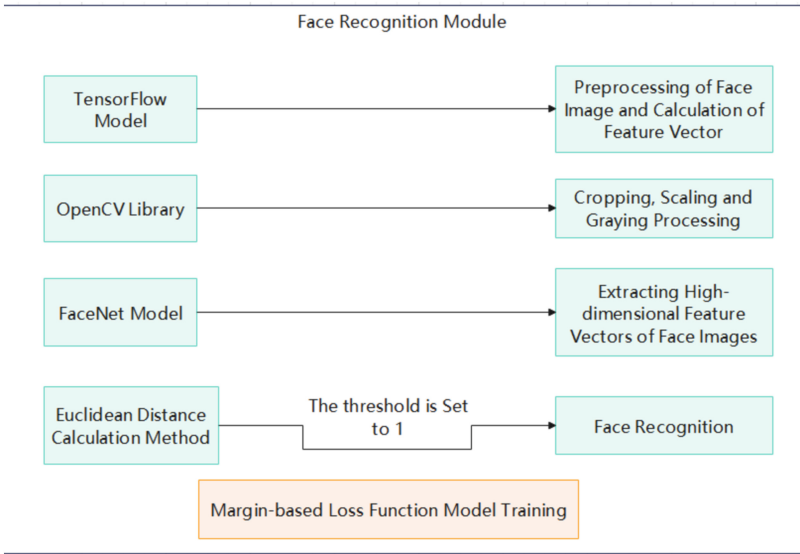 Face Recognition Module
TensorFlow
Model
Preprocessing of Face
Image and Calculation of
Feature Vector
OpenCV Library
Cropping, Scaling and
Graying Processing
FaceNet Model
Extracting High-
dimensional Feature
Vectors of Face Images
Euclidean Distance
Calculation Method
The threshold is Set
to 1
Face Recognition
Margin-based Loss Function Model Training